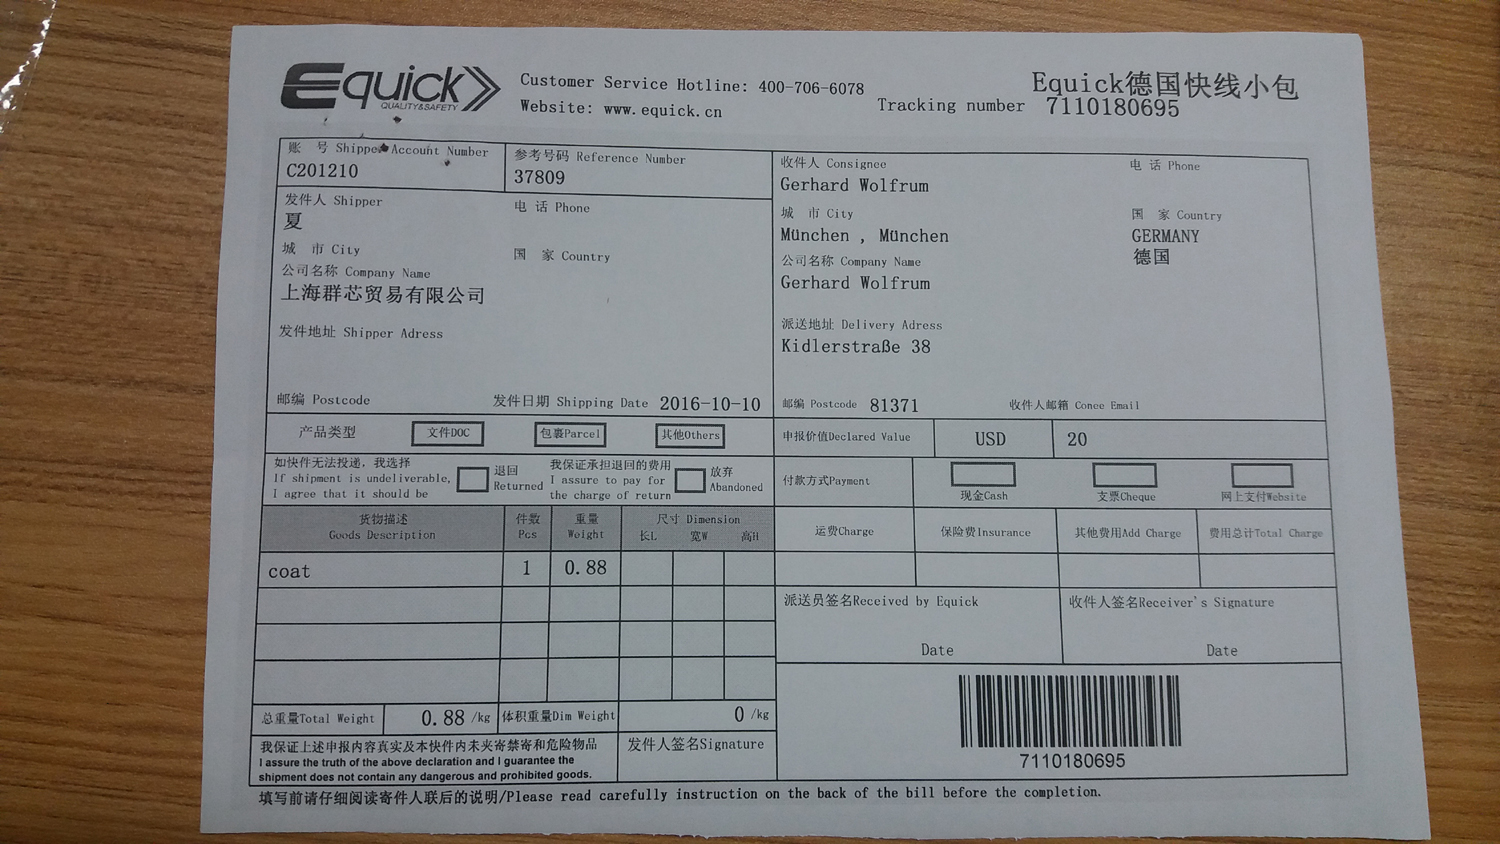 Equick
QUALITY&SAFETY
Customer Service Hotline: 400-706-6078
Website: www.equick.cn
Equick德国快线小包
Tracking number 7110180695
账 号 Shipper Account Number
C201210
参考号码 Reference Number
37809
发件人 Shipper
夏
电 话 Phone
城 市 City
国 家 Country
公司名称 Company Name
上海群芯贸易有限公司
发件地址 Shipper Adress
邮编 Postcode
发件日期 Shipping Date 2016-10-10
收件人 Consignee
Gerhard Wolfrum
电 话 Phone
城 市 City
München , München
国 家 Country
GERMANY
德国
公司名称 Company Name
Gerhard Wolfrum
派送地址 Delivery Adress
Kidlerstraße 38
邮编 Postcode 81371
收件人邮箱 Conee Email
产品类型
文件DOC
包裹Parcel
其他Others
申报价值Declared Value
USD
20
如快件无法投递，我选择
If shipment is undeliverable,
I agree that it should be
退回
Returned
我保证承担退回的费用
I assure to pay for
the charge of return
放弃
Abandoned
付款方式Payment
现金Cash
支票Cheque
网上支付Website
货物描述
Goods Description
件数
Pcs
重量
Weight
尺寸 Dimension
长L
宽W
高H
运费Charge
保险费Insurance
其他费用Add Charge
费用总计Total Charge
coat
1
0.88
派送员签名Received by Equick
Date
收件人签名Receiver's Signature
Date
总重量Total Weight
0.88 /kg
体积重量Dim Weight
0 /kg
我保证上述申报内容真实及本快件内未夹寄禁寄和危险物品
I assure the truth of the above declaration and I guarantee the
shipment does not contain any dangerous and prohibited goods.
发件人签名Signature
7110180695
填写前请仔细阅读寄件人联后的说明/Please read carefully instruction on the back of the bill before the completion.